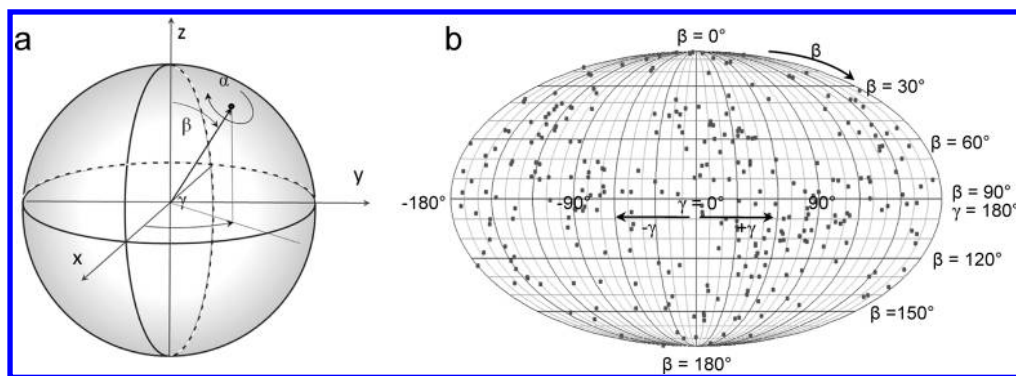 a
z
α
β
y
γ
x
b
β = 0°
β
β = 30°
β = 60°
-180°
-90°
γ = 0°
90°
β = 90°
γ = 180°
-γ
+γ
β = 120°
β =150°
β = 180°